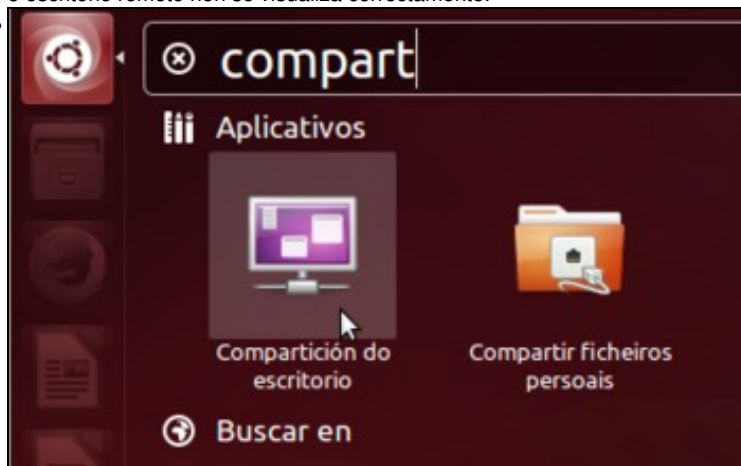 compart
Aplicativos
Compartición do
escritorio
Compartir ficheiros
persoais
Buscar en